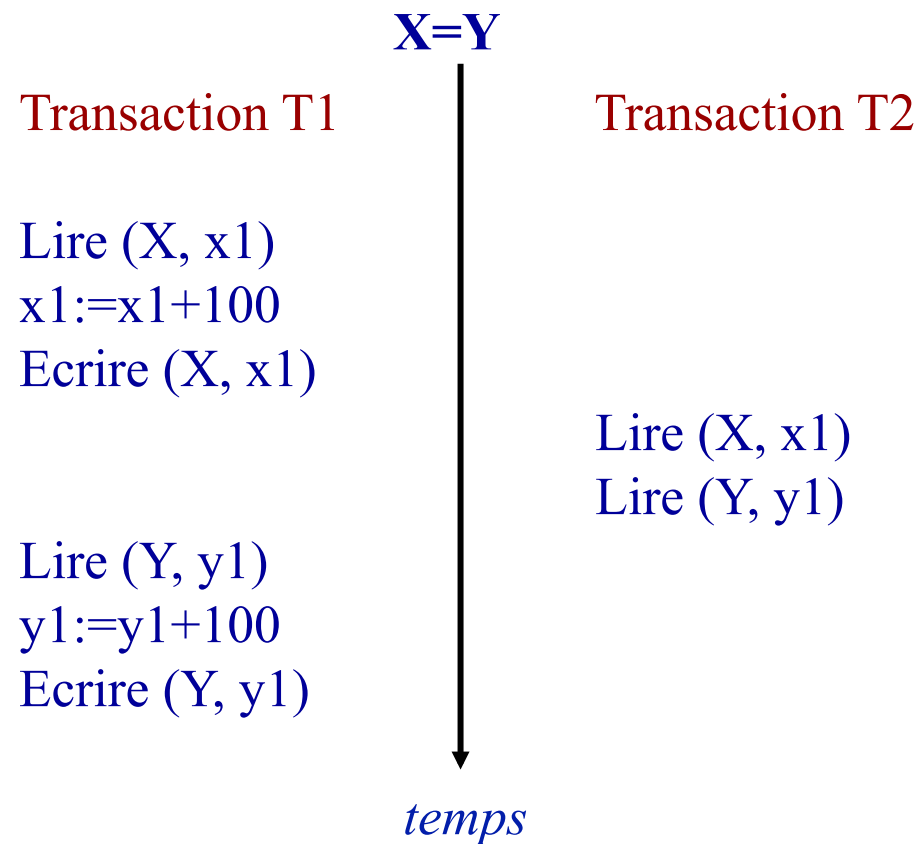 X=Y
Transaction T1
Transaction T2
Lire (X, x1)
x1:=x1+100
Ecrire (X, x1)
Lire (X, x1)
Lire (Y, y1)
Lire (Y, y1)
y1:=y1+100
Ecrire (Y, y1)
temps